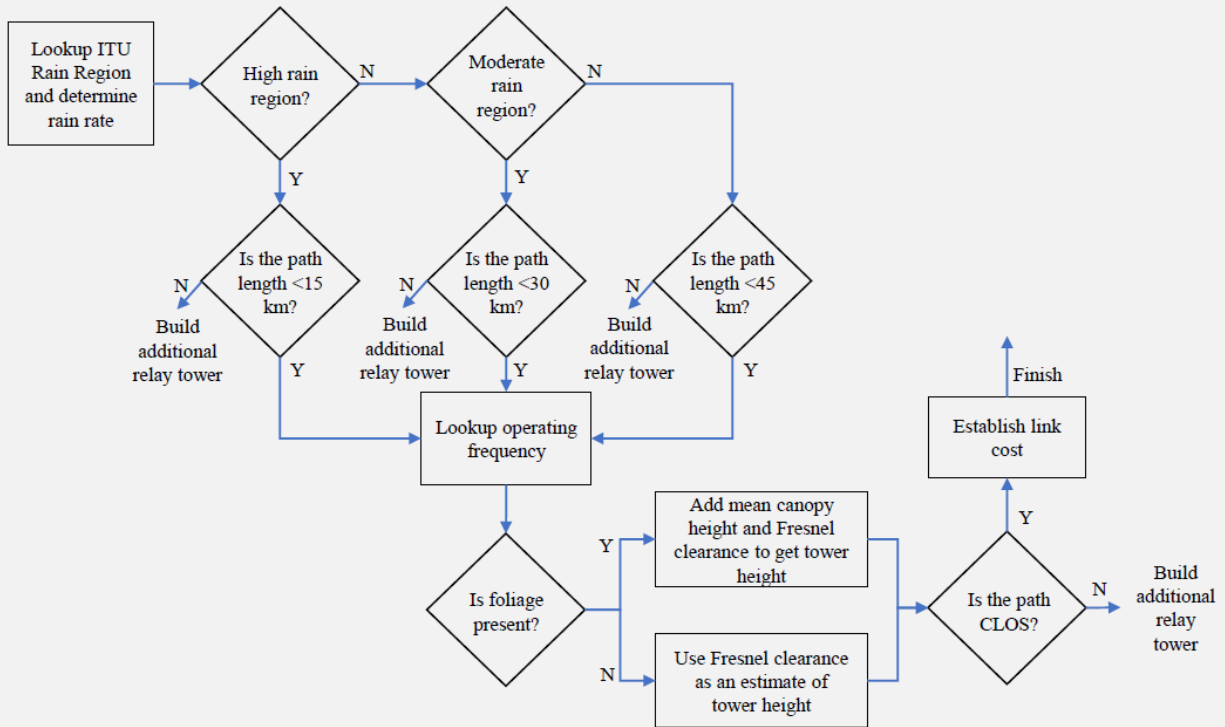 Lookup ITU
Rain Region
and determine
rain rate
High rain
region?
N
Moderate
rain
region?
N
Y
Y
Is the path
length <15
km?
N
Build
additional
relay tower
Y
Is the path
length <30
km?
N
Build
additional
relay tower
Y
Is the path
length <45
km?
N
Build
additional
relay tower
Y
Lookup operating
frequency
Is foliage
present?
Y
N
Add mean canopy
height and Fresnel
clearance to get tower
height
Use Fresnel clearance
as an estimate of
tower height
Is the path
CLOS?
Y
N
Build
additional
relay
tower
Establish link
cost
Finish